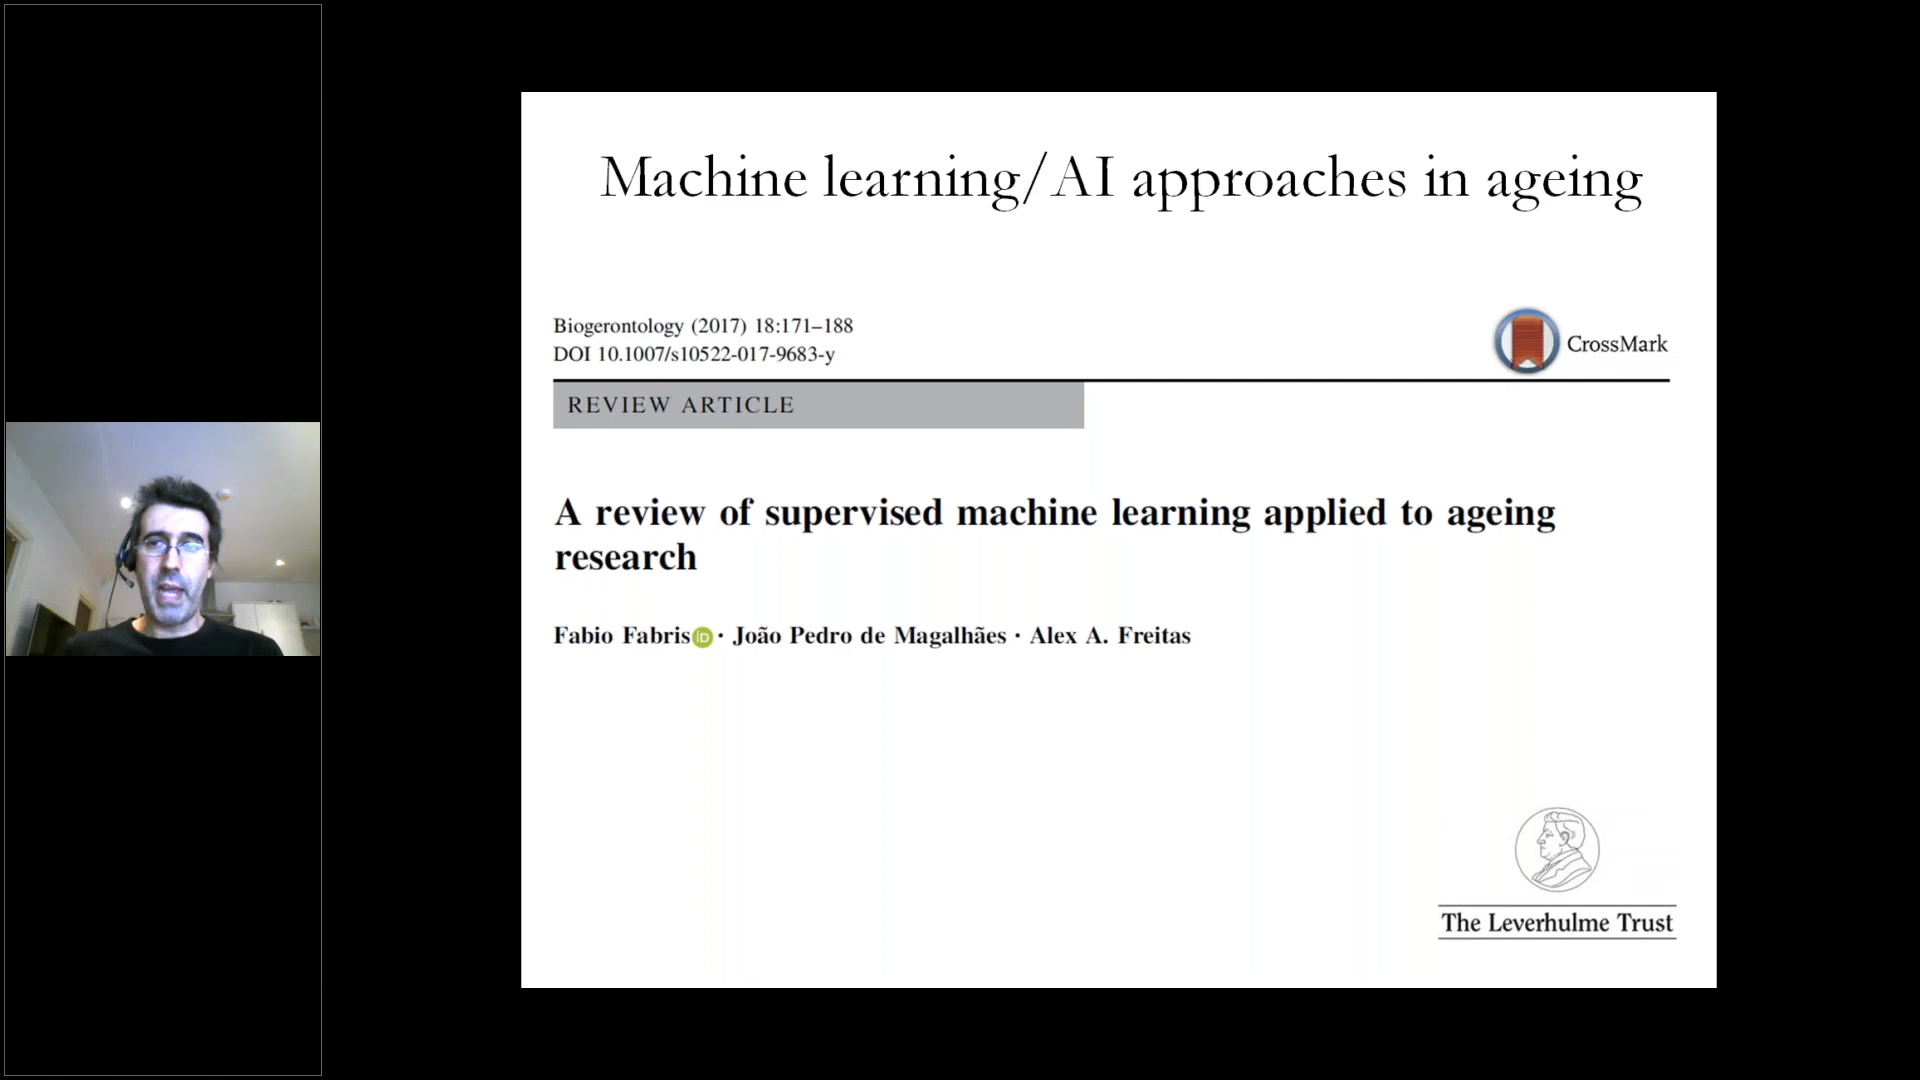 Machine learning/AI approaches in ageing
Biogerontology (2017) 18:171–188
DOI 10.1007/s10522-017-9683-y
CrossMark
REVIEW ARTICLE
A review of supervised machine learning applied to ageing
research
Fabio Fabris iD · João Pedro de Magalhães · Alex A. Freitas
The Leverhulme Trust